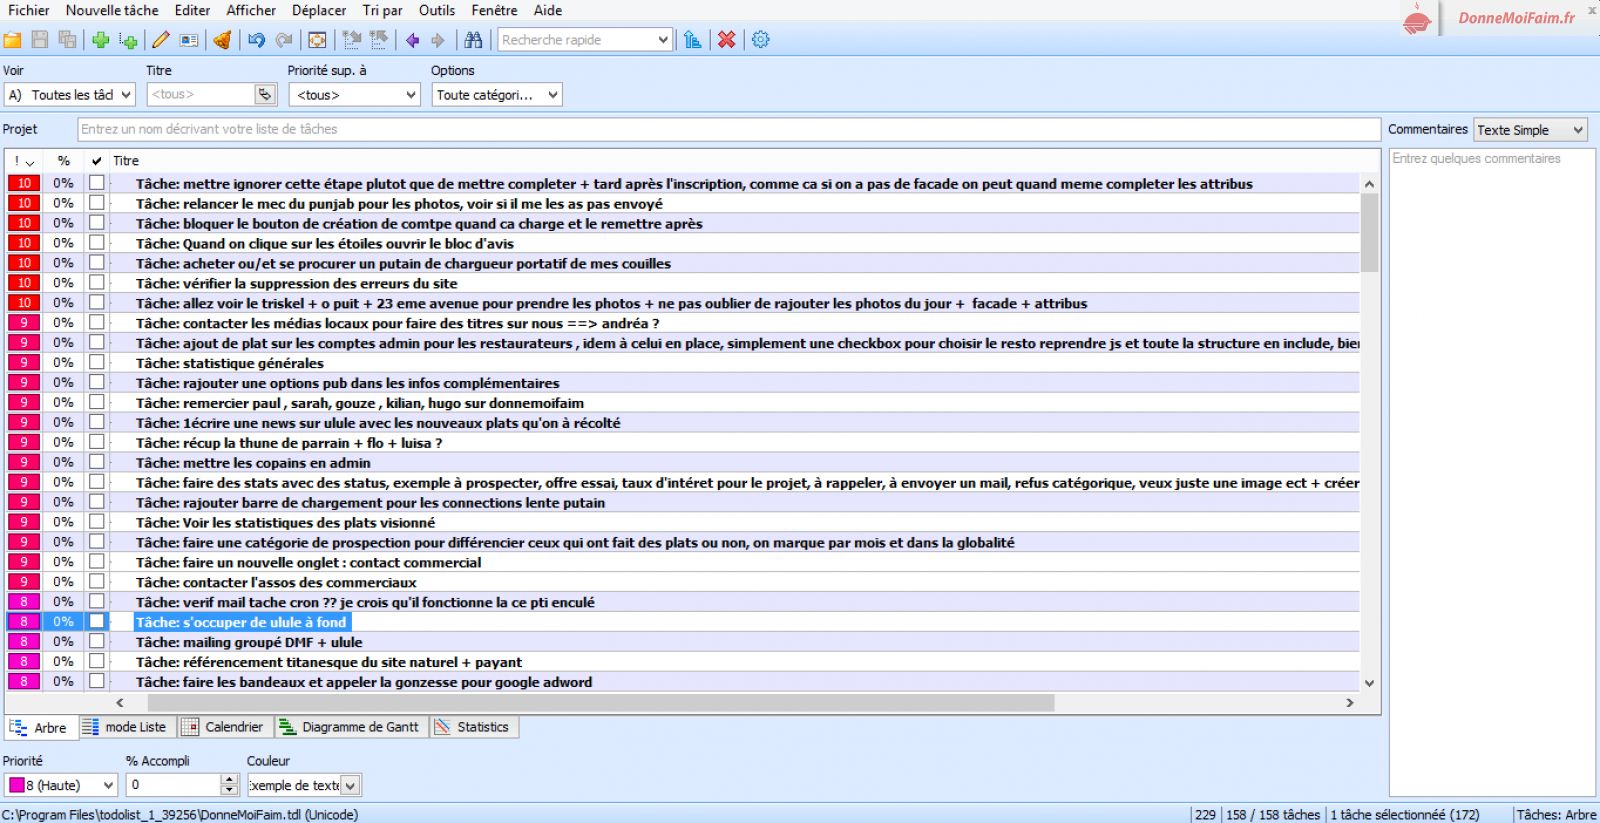 Fichier Nouvelle tâche Editer Afficher Déplacer Tri par Outils Fenêtre Aide
DonneMoiFaim.fr
Recherche rapide
Voir Titre Priorité sup. à Options
A) Toutes les tâcl <tous> <tous> Toute catégori...
Projet Entrez un nom décrivant votre liste de tâches Commentaires Texte Simple
! % Titre
Entrez quelques commentaires
10 0% Tâche: mettre ignorer cette étape plutot que de mettre completer + tard après l'inscription, comme ca si on a pas de facade on peut quand meme completer les attribus
10 0% Tâche: relancer le mec du punjab pour les photos, voir si il me les as pas envoyé
10 0% Tâche: bloquer le bouton de création de comtpe quand ca charge et le remettre après
10 0% Tâche: Quand on clique sur les étoiles ouvrir le bloc d'avis
10 0% Tâche: acheter ou/et se procurer un putain de chargueur portatif de mes couilles
10 0% Tâche: vérifier la suppression des erreurs du site
10 0% Tâche: allez voir le triskel + o puit + 23 eme avenue pour prendre les photos + ne pas oublier de rajouter les photos du jour + facade + attribus
9 0% Tâche: contacter les médias locaux pour faire des titres sur nous ==> andréa ?
9 0% Tâche: ajout de plat sur les comptes admin pour les restaurateurs , idem à celui en place, simplement une checkbox pour choisir le resto reprendre js et toute la structure en include, bier
9 0% Tâche: statistique générales
9 0% Tâche: rajouter une options pub dans les infos complémentaires
9 0% Tâche: remercier paul , sarah, gouze , kilian, hugo sur donnemoifaim
9 0% Tâche: 1écrire une news sur ulule avec les nouveaux plats qu'on à récolté
9 0% Tâche: récup la thune de parrain + flo + luisa ?
9 0% Tâche: mettre les copains en admin
9 0% Tâche: faire des stats avec des status, exemple à prospecter, offre essai, taux d'intéret pour le projet, à rappeler, à envoyer un mail, refus catégorique, veux juste une image ect + créer
9 0% Tâche: rajouter barre de chargement pour les connections lente putain
9 0% Tâche: Voir les statistiques des plats visionné
9 0% Tâche: faire une catégorie de prospection pour différencier ceux qui ont fait des plats ou non, on marque par mois et dans la globalité
9 0% Tâche: faire un nouvelle onglet : contact commercial
9 0% Tâche: contacter l'assos des commerciaux
8 0% Tâche: verif mail tache cron ?? je crois qu'il fonctionne la ce pti enculé
8 0% Tâche: s'occuper de ulule à fond
8 0% Tâche: mailing groupé DMF + ulule
8 0% Tâche: référencement titanesque du site naturel + payant
8 0% Tâche: faire les bandeaux et appeler la gonzesse pour google adword
Arbre mode Liste Calendrier Diagramme de Gantt Statistics
Priorité % Accompli Couleur
8 (Haute) 0 :xemple de texte
C:\Program Files\todolist_1_39256\DonneMoiFaim.tdl (Unicode) 229 158 / 158 tâches 1 tâche sélectionnéé (172) Tâches: Arbre